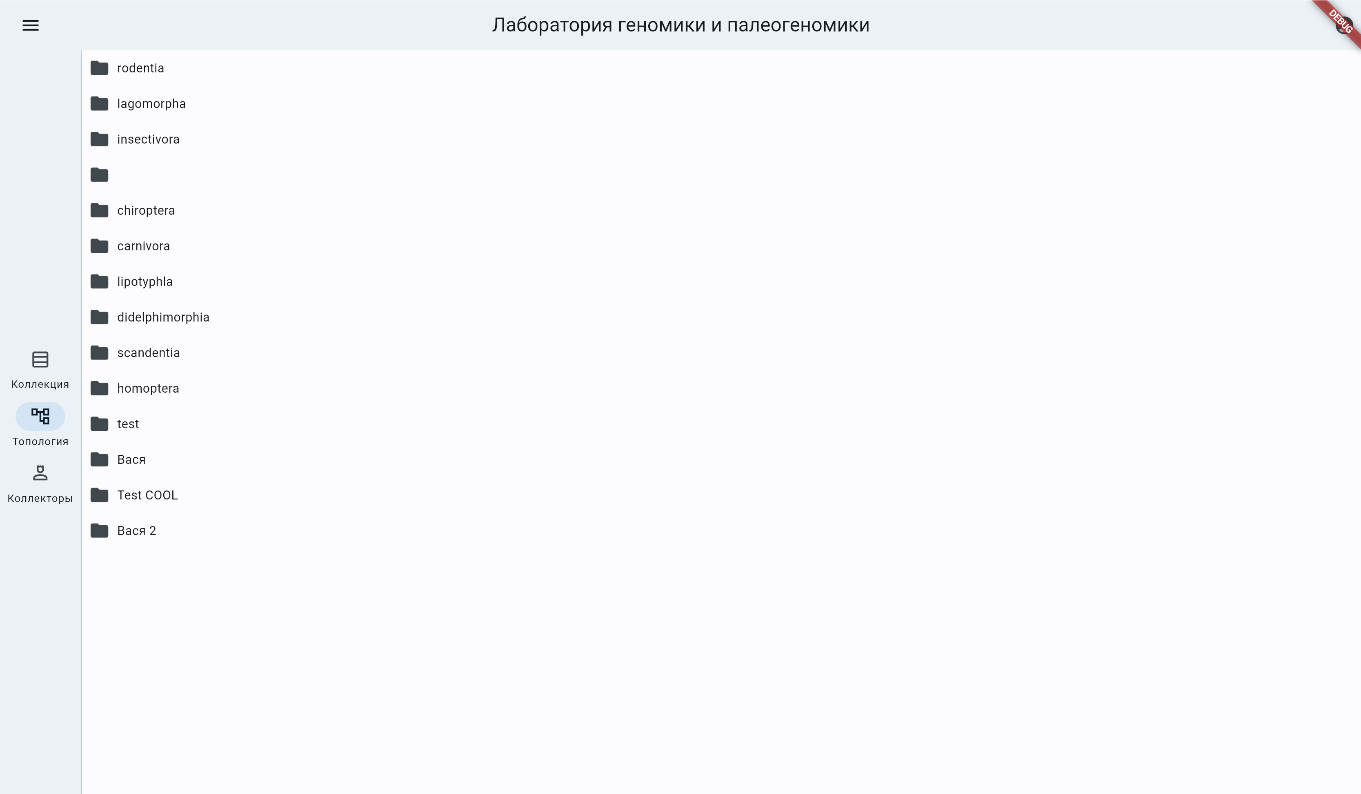 Лаборатория геномики и палеогеномики
DEBUG
rodentia
lagomorpha
insectivora
chiroptera
carnivora
lipotyphla
didelphimorphia
scandentia
homoptera
test
Вася
Test COOL
Вася 2
Коллекция
Топология
Коллекторы